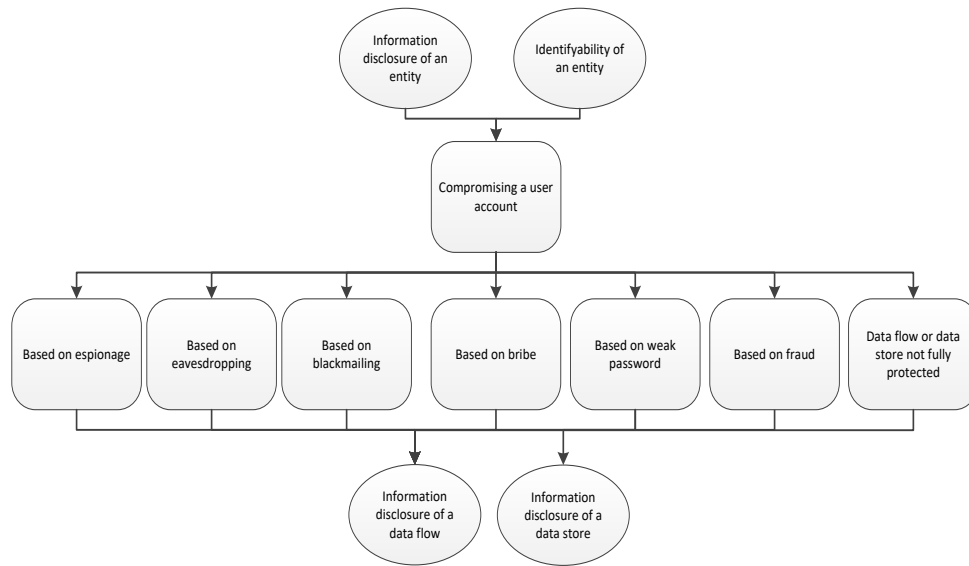 Information
disclosure of an
entity
Identifyability of
an entity
Compromising a user
account
Based on espionage
Based on
eavesdropping
Based on
blackmailing
Based on bribe
Based on weak
password
Based on fraud
Data flow or data
store not fully
protected
Information
disclosure of a
data flow
Information
disclosure of a
data store